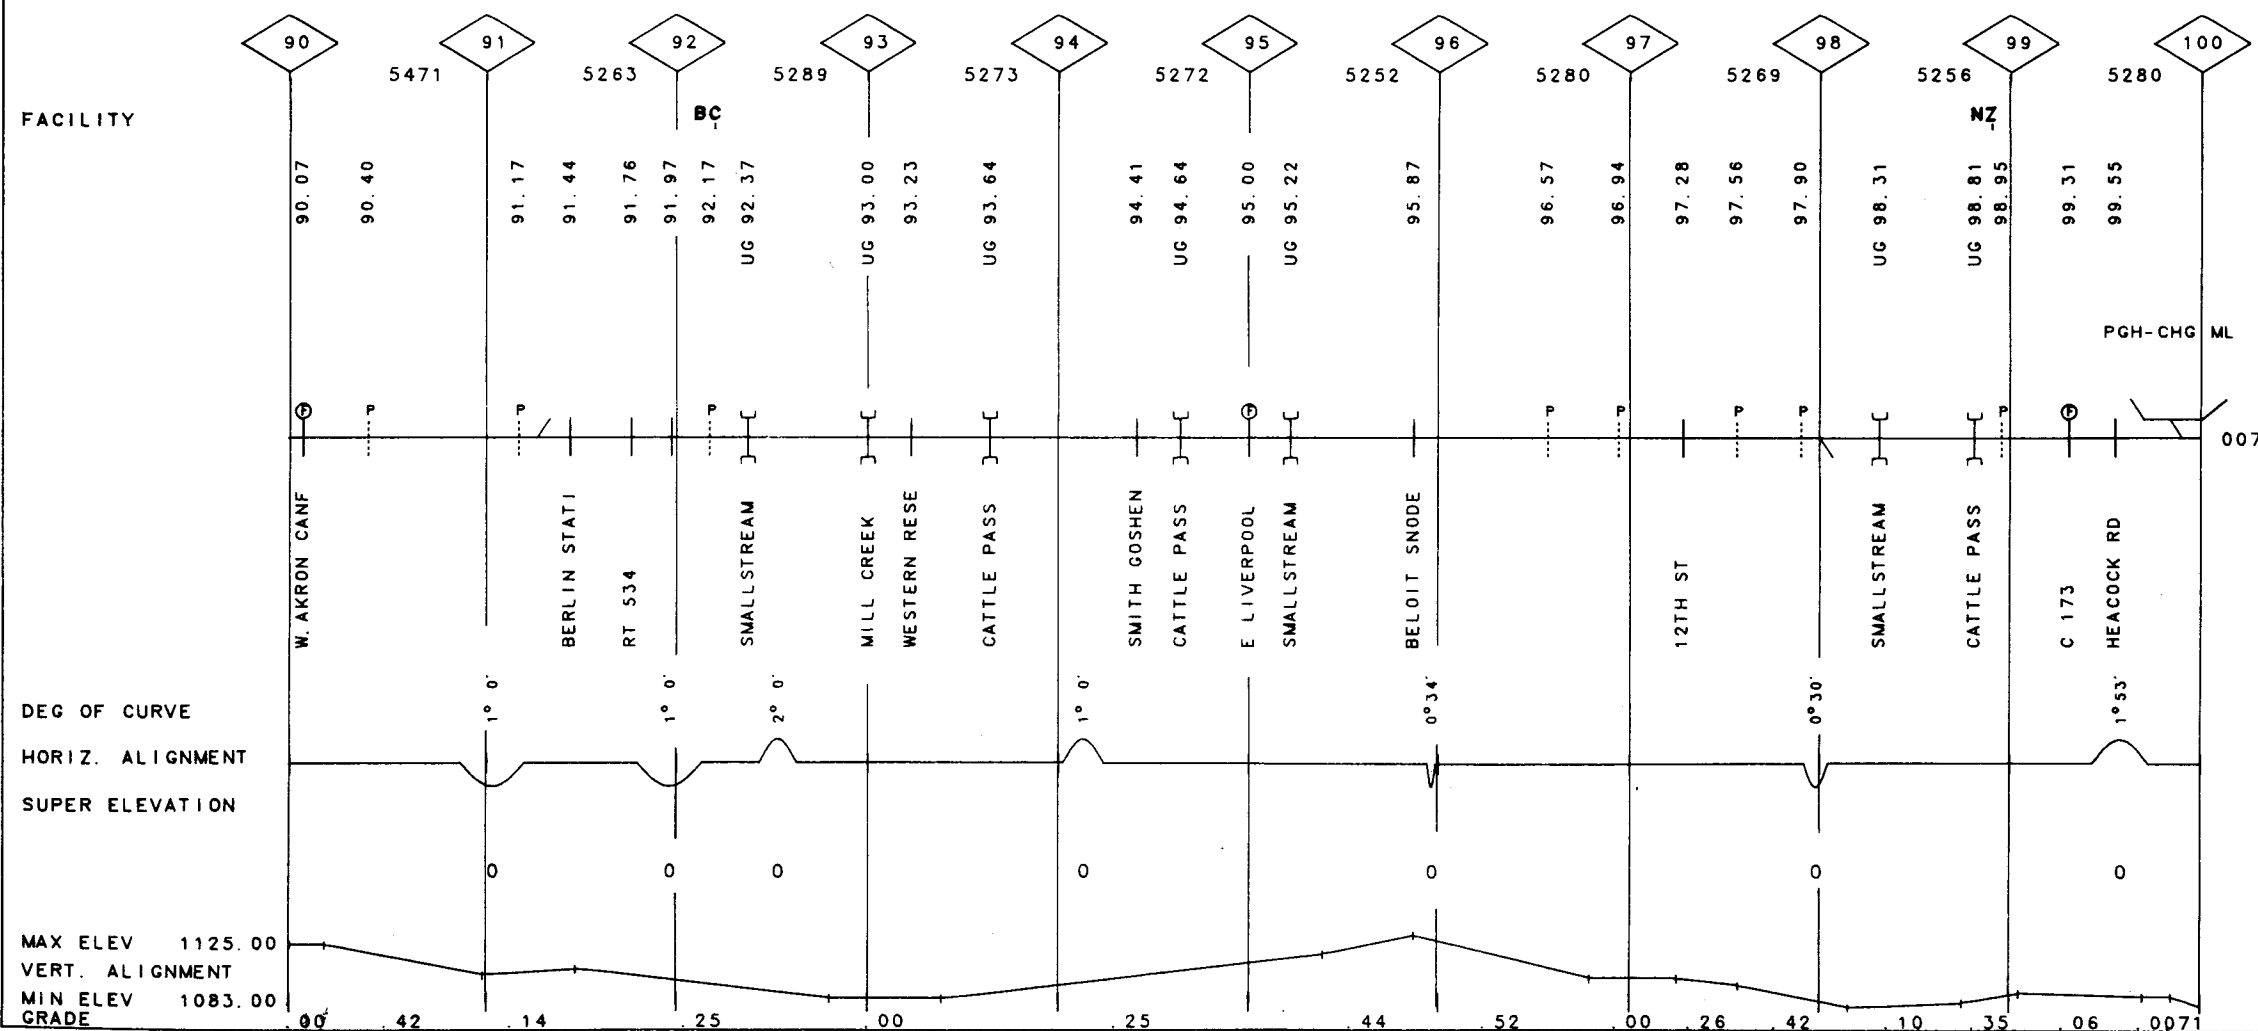 90 91 92 93 94 95 96 97 98 99 100
5471 5263 5289 5273 5272 5252 5280 5269 5256 5280
FACILITY
BC NZ
90.07 90.40 91.17 91.44 91.76 91.97 92.17 UG 92.37 UG 93.00 93.23 UG 93.64 94.41 UG 94.64 95.00 UG 95.22 95.87 96.57 96.94 97.28 97.56 97.90 UG 98.31 UG 98.81 98.95 99.31 99.55
PGH-CHG ML
F P P P F P P P P P F
007
W. AKRON CANF
BERLIN STATI
RT 534
SMALLSTREAM
MILL CREEK
WESTERN RESE
CATTLE PASS
SMITH GOSHEN
CATTLE PASS
E LIVERPOOL
SMALLSTREAM
BELOIT SNODE
12TH ST
SMALLSTREAM
CATTLE PASS
C 173
HEACOCK RD
DEG OF CURVE 1° 0' 1° 0' 2° 0' 1° 0' 0°34' 0°30' 1°53'
HORIZ. ALIGNMENT
SUPER ELEVATION
0 0 0 0 0 0 0
MAX ELEV 1125.00
VERT. ALIGNMENT
MIN ELEV 1083.00
GRADE .42 .14 .25 .00 .25 .44 .52 .00 .26 .42 .10 .35 .06 .0071